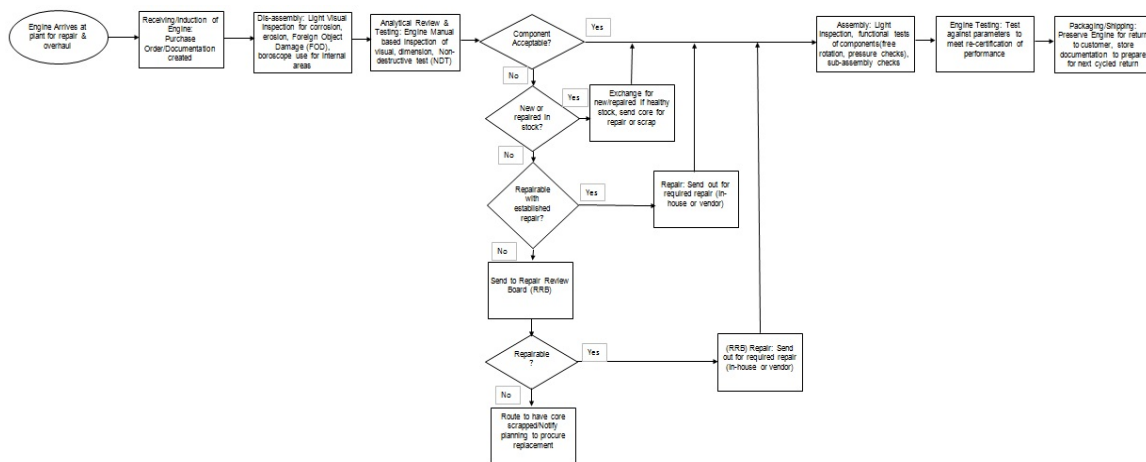 Engine Arrives at
plant for repair &
overhaul
Receiving/Induction of
Engine:
Purchase
Order/Documentation
created
Dis-assembly: Light Visual
Inspection for corrosion,
erosion, Foreign Object
Damage (FOD),
boroscope use for internal
areas
Analytical Review &
Testing: Engine Manual
based inspection of
visual, dimension, Non-
destructive test (NDT)
Component
Acceptable?
Yes
Assembly: Light
Inspection, functional tests
of components(free
rotation, pressure checks),
sub-assembly checks
Engine Testing: Test
against parameters to
meet re-certification of
performance
Packaging/Shipping:
Preserve Engine for return
to customer, store
documentation to prepare
for next cycled return
No
New or
repaired in
stock?
Yes
Exchange for
new/repaired if healthy
stock, send core for
repair or scrap
No
Repairable
with
established
repair?
Yes
Repair: Send out for
required repair (In-
house or vendor)
No
Send to Repair Review
Board (RRB)
Repairable
?
Yes
(RRB) Repair: Send
out for required repair
(In-house or vendor)
No
Route to have core
scrapped/Notify
planning to procure
replacement